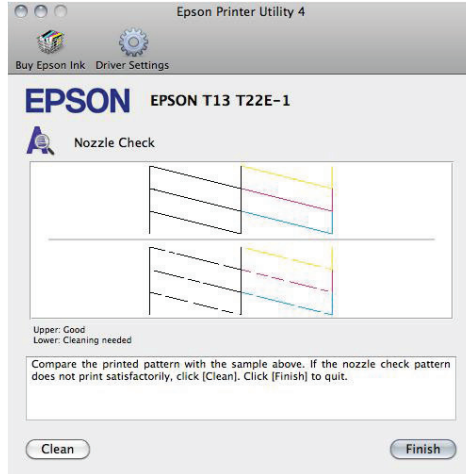 Epson Printer Utility 4
Buy Epson Ink Driver Settings
EPSON EPSON T13 T22E-1
Nozzle Check
Upper: Good
Lower: Cleaning needed
Compare the printed pattern with the sample above. If the nozzle check pattern
does not print satisfactorily, click [Clean]. Click [Finish] to quit.
Clean Finish